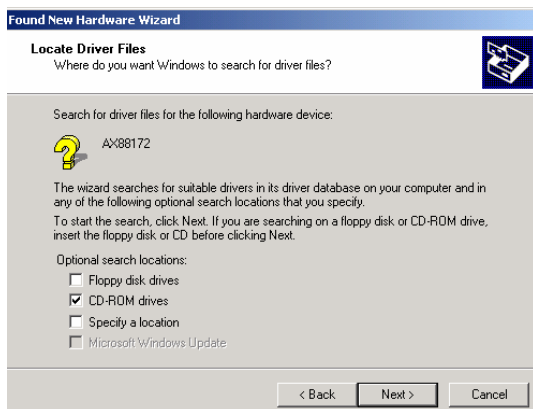 Found New Hardware Wizard
Locate Driver Files
Where do you want Windows to search for driver files?
Search for driver files for the following hardware device:
AX88172
The wizard searches for suitable drivers in its driver database on your computer and in
any of the following optional search locations that you specify.
To start the search, click Next. If you are searching on a floppy disk or CD-ROM drive,
insert the floppy disk or CD before clicking Next.
Optional search locations:
Floppy disk drives
CD-ROM drives
Specify a location
Microsoft Windows Update
< Back
Next >
Cancel